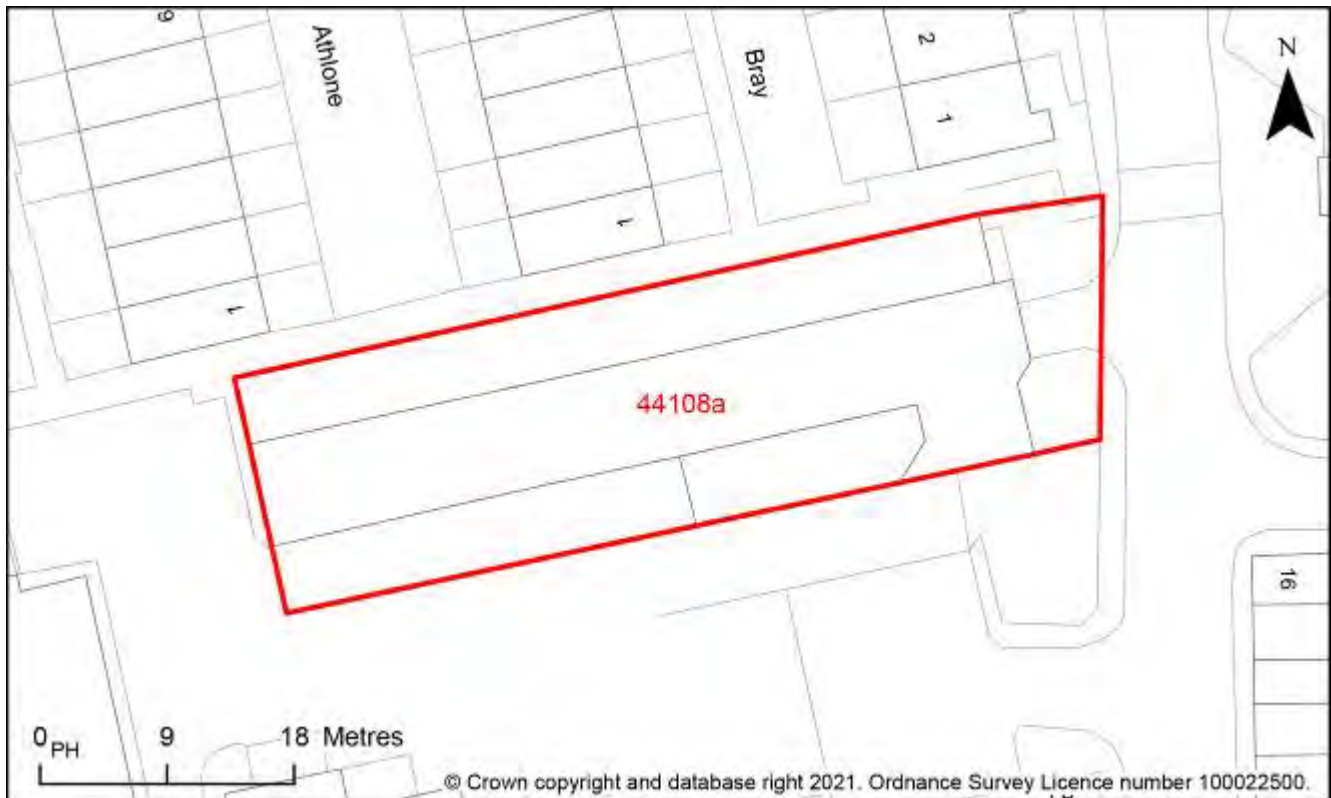 9
Athlone
Bray
2
N
1
1
1
44108a
16
0 9 18 Metres
PH
© Crown copyright and database right 2021. Ordnance Survey Licence number 100022500.